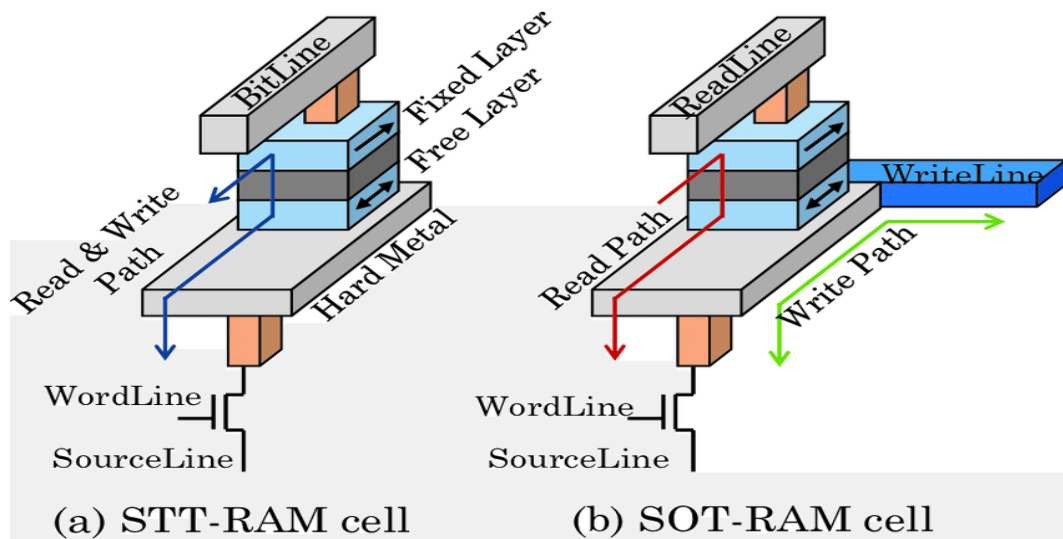 BitLine
Fixed Layer
Free Layer
Read & Write
Path
Hard Metal
WordLine
SourceLine
(a) STT-RAM cell
ReadLine
WriteLine
Read Path
Write Path
WordLine
SourceLine
(b) SOT-RAM cell